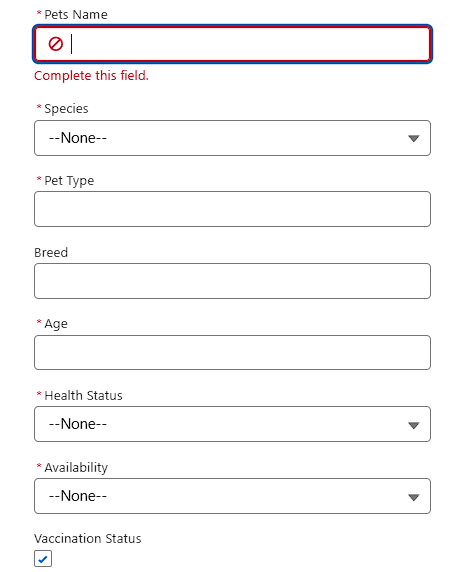 * Pets Name
Complete this field.
* Species
--None--
* Pet Type
Breed
* Age
* Health Status
--None--
* Availability
--None--
Vaccination Status